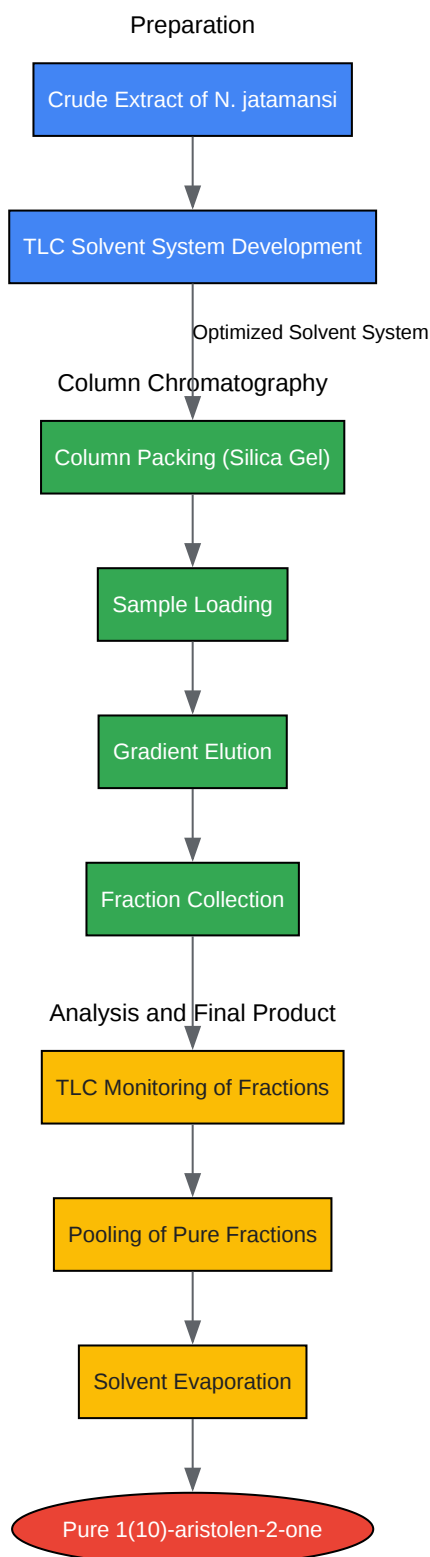 Preparation
Crude Extract of N. jatamansi
TLC Solvent System Development
Optimized Solvent System
Column Chromatography
Column Packing (Silica Gel)
Sample Loading
Gradient Elution
Fraction Collection
Analysis and Final Product
TLC Monitoring of Fractions
Pooling of Pure Fractions
Solvent Evaporation
Pure 1(10)-aristolen-2-one